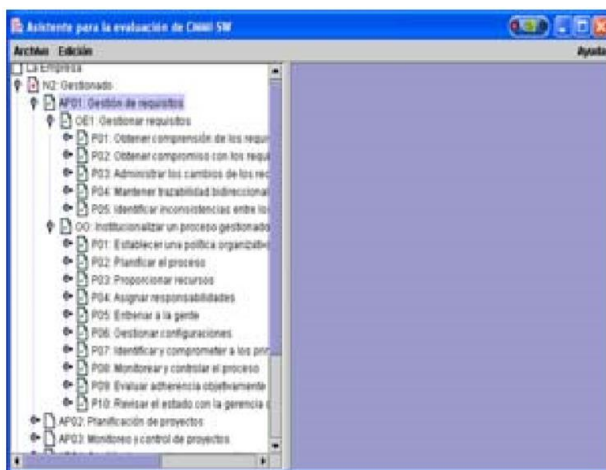 Asistente para la evaluación de CMMI SW
Archivo Edición Ayuda
La Empresa
N2: Gestionado
AP01: Gestión de requisitos
OE1: Gestionar requisitos
P01: Obtener comprensión de los requi
P02: Obtener compromiso con los requi
P03: Administrar los cambios de los rec
P04: Mantener trazabilidad bidireccional
P05: Identificar inconsistencias entre lo
OG: Institucionalizar un proceso gestionado
P01: Establecer una política organizativ
P02: Planificar el proceso
P03: Proporcionar recursos
P04: Asignar responsabilidades
P05: Entrenar a la gente
P06: Gestionar configuraciones
P07: Identificar y comprometer a los prin
P08: Monitorear y controlar el proceso
P09: Evaluar adherencia objetivamente
P10: Revisar el estado con la gerencia
AP02: Planificación de proyectos
AP03: Monitoreo y control de proyectos